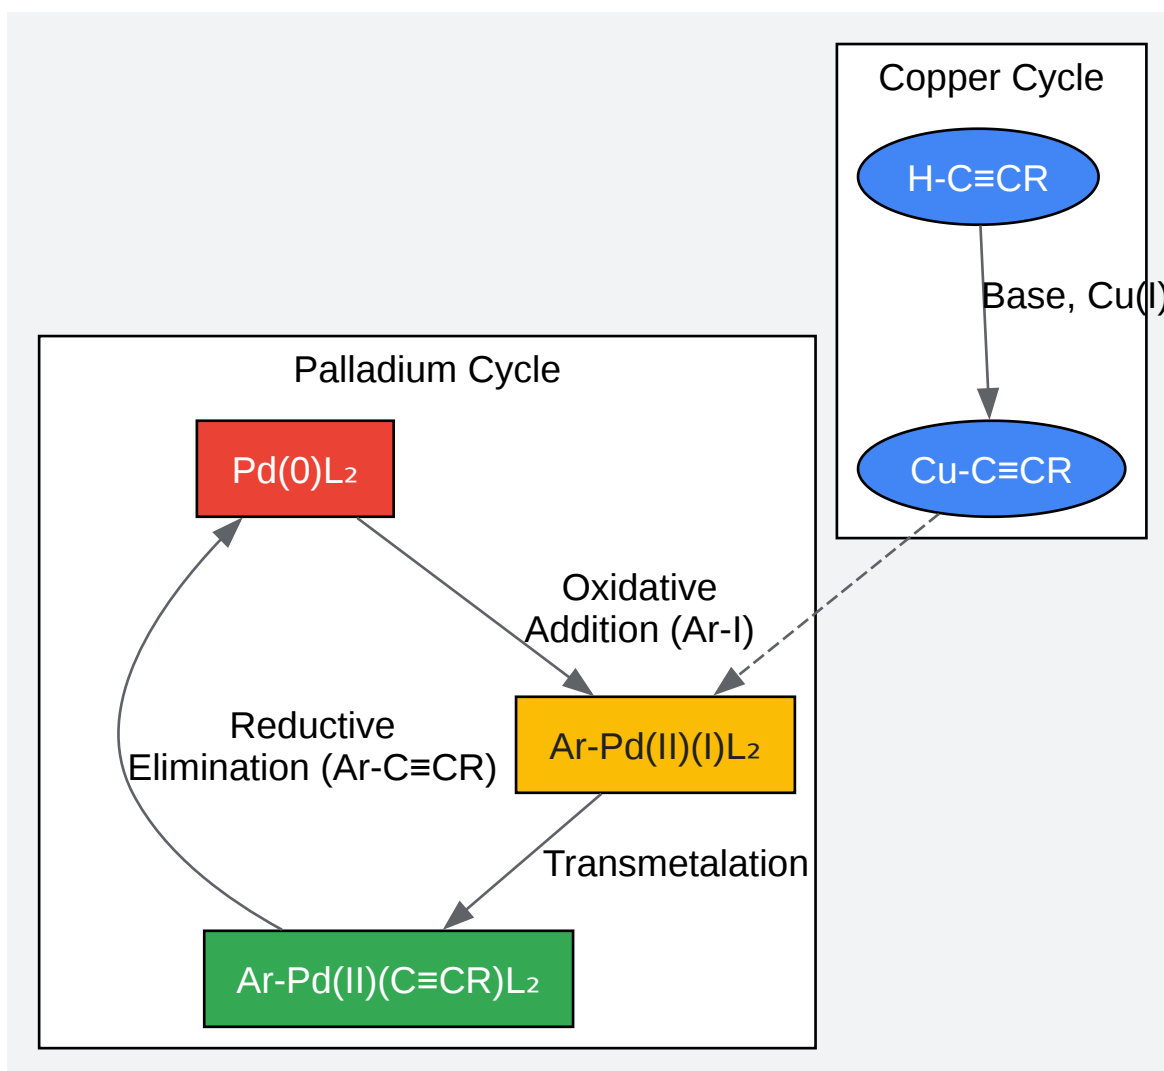 Copper Cycle
H-C≡CR
Base, Cu(I)
Cu-C≡CR
Palladium Cycle
Pd(0)L₂
Oxidative
Addition (Ar-I)
Reductive
Elimination (Ar-C≡CR)
Ar-Pd(II)(I)L₂
Transmetalation
Ar-Pd(II)(C≡CR)L₂